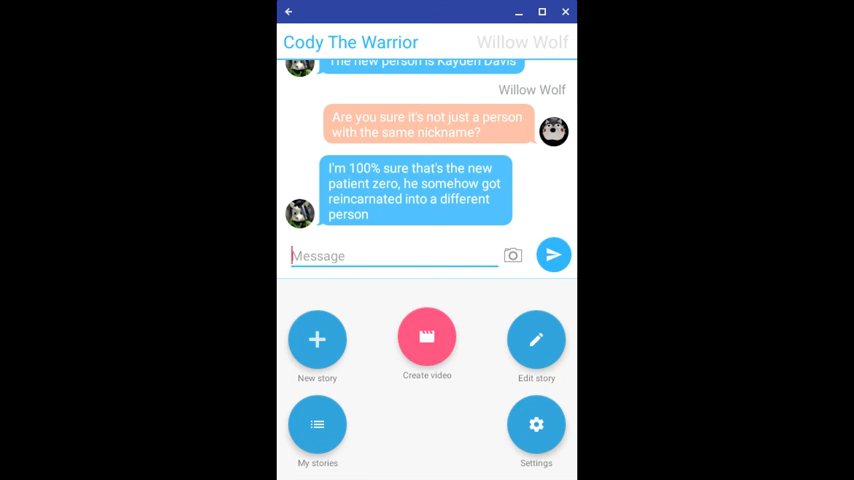 Cody The Warrior
Willow Wolf
The new person is Kayden Davis
Willow Wolf
Are you sure it's not just a person
with the same nickname?
I'm 100% sure that's the new
patient zero, he somehow got
reincarnated into a different
person
Message
New story
Create video
Edit story
My stories
Settings